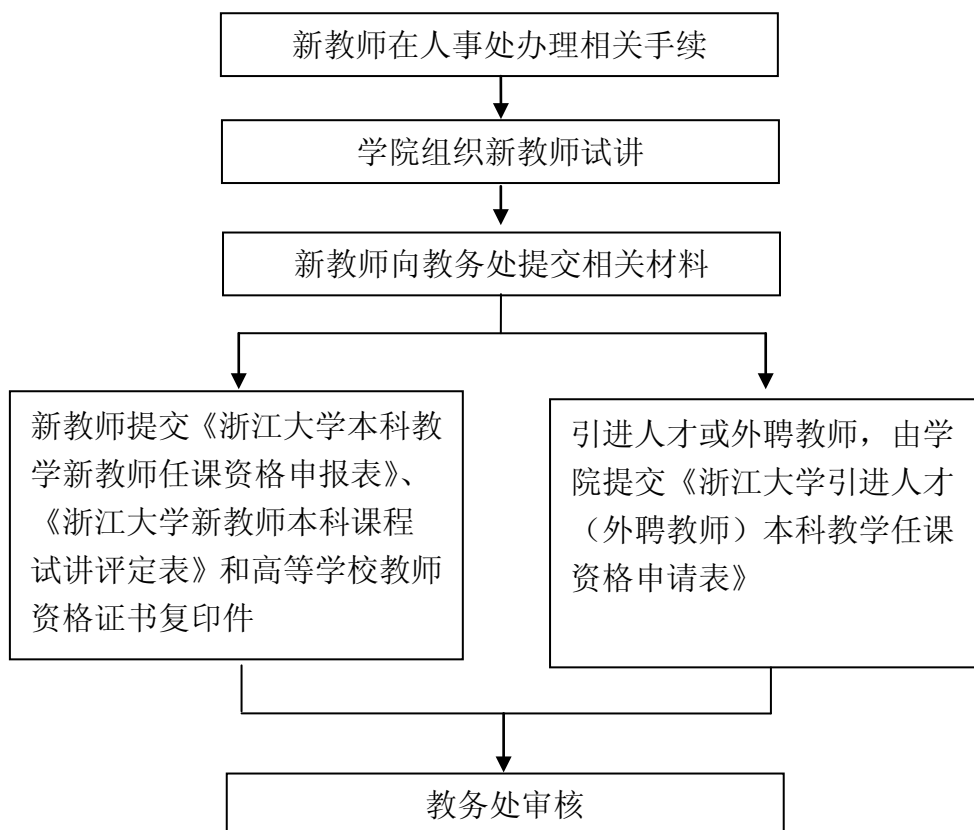 新教师在人事处办理相关手续
学院组织新教师试讲
新教师向教务处提交相关材料
新教师提交《浙江大学本科教
学新教师任课资格申报表》、
《浙江大学新教师本科课程
试讲评定表》和高等学校教师
资格证书复印件
引进人才或外聘教师，由学
院提交《浙江大学引进人才
（外聘教师）本科教学任课
资格申请表》
教务处审核